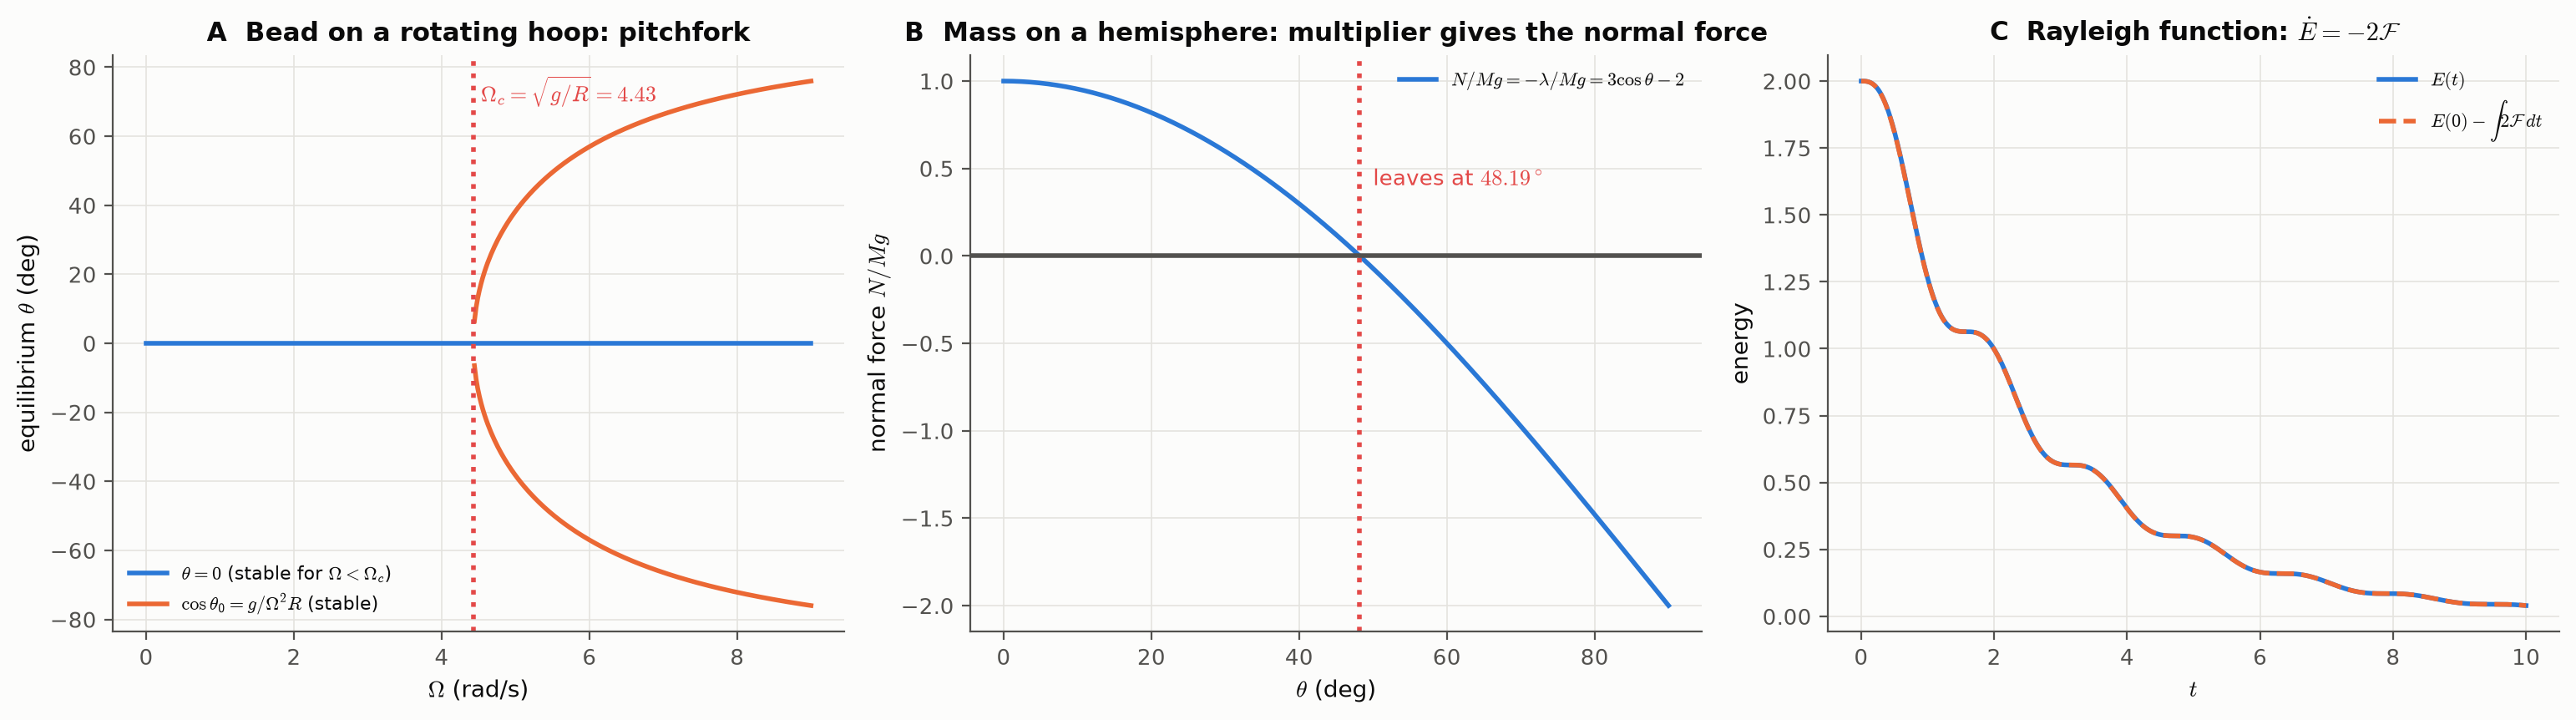 A  Bead on a rotating hoop: pitchfork
Ω_c = √(g/R) = 4.43
θ = 0 (stable for Ω < Ω_c)
cos θ₀ = g/Ω²R (stable)
equilibrium θ (deg)
80
60
40
20
0
−20
−40
−60
−80
0 2 4 6 8
Ω (rad/s)
B  Mass on a hemisphere: multiplier gives the normal force
N/Mg = −λ/Mg = 3cos θ − 2
leaves at 48.19°
normal force N/Mg
1.0
0.5
0.0
−0.5
−1.0
−1.5
−2.0
0 20 40 60 80
θ (deg)
C  Rayleigh function: Ė = −2ℱ
E(t)
E(0) − ∫2ℱdt
energy
2.00
1.75
1.50
1.25
1.00
0.75
0.50
0.25
0.00
0 2 4 6 8 10
t